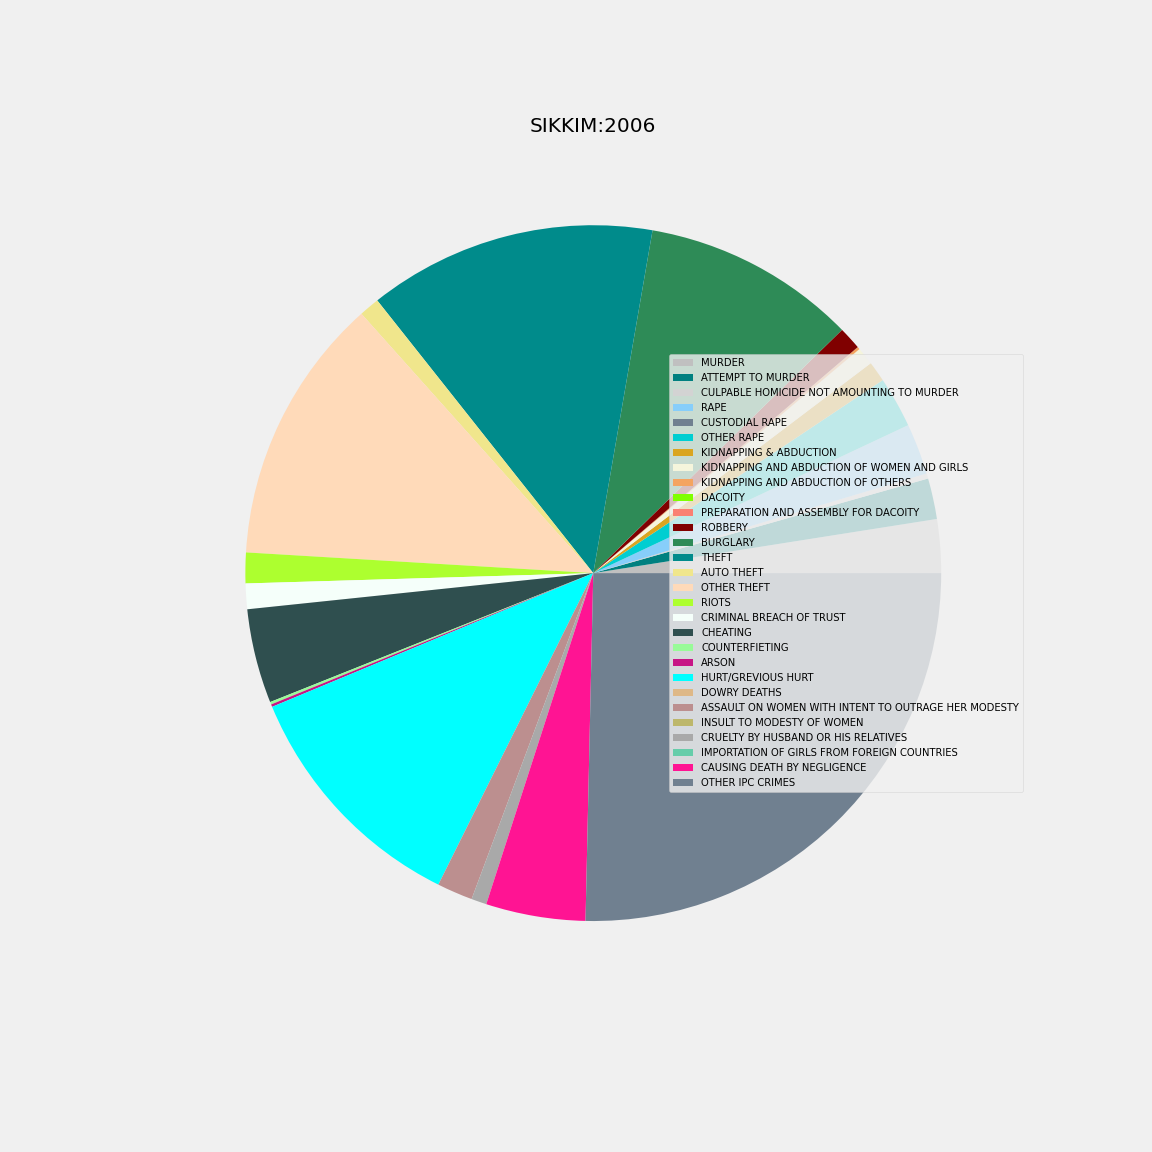 SIKKIM:2006
MURDER
ATTEMPT TO MURDER
CULPABLE HOMICIDE NOT AMOUNTING TO MURDER
RAPE
CUSTODIAL RAPE
OTHER RAPE
KIDNAPPING & ABDUCTION
KIDNAPPING AND ABDUCTION OF WOMEN AND GIRLS
KIDNAPPING AND ABDUCTION OF OTHERS
DACOITY
PREPARATION AND ASSEMBLY FOR DACOITY
ROBBERY
BURGLARY
THEFT
AUTO THEFT
OTHER THEFT
RIOTS
CRIMINAL BREACH OF TRUST
CHEATING
COUNTERFIETING
ARSON
HURT/GREVIOUS HURT
DOWRY DEATHS
ASSAULT ON WOMEN WITH INTENT TO OUTRAGE HER MODESTY
INSULT TO MODESTY OF WOMEN
CRUELTY BY HUSBAND OR HIS RELATIVES
IMPORTATION OF GIRLS FROM FOREIGN COUNTRIES
CAUSING DEATH BY NEGLIGENCE
OTHER IPC CRIMES